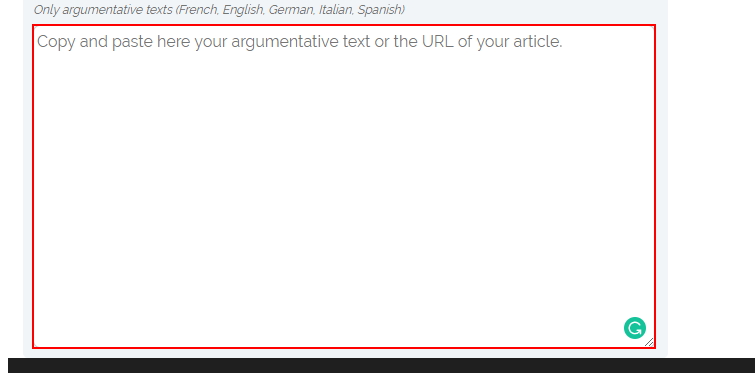 Only argumentative texts (French, English, German, Italian, Spanish)
Copy and paste here your argumentative text or the URL of your article.